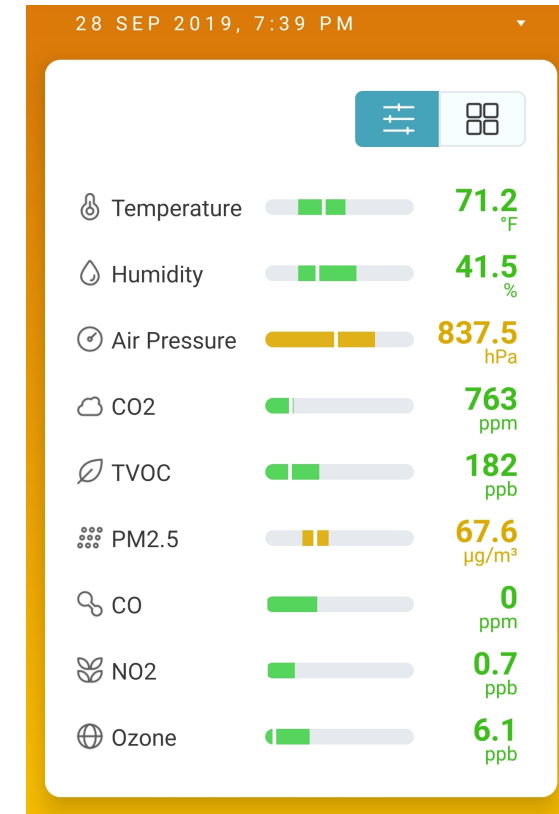 28 SEP 2019, 7:39 PM
Temperature 71.2 °F
Humidity 41.5 %
Air Pressure 837.5 hPa
CO2 763 ppm
TVOC 182 ppb
PM2.5 67.6 µg/m³
CO 0 ppm
NO2 0.7 ppb
Ozone 6.1 ppb